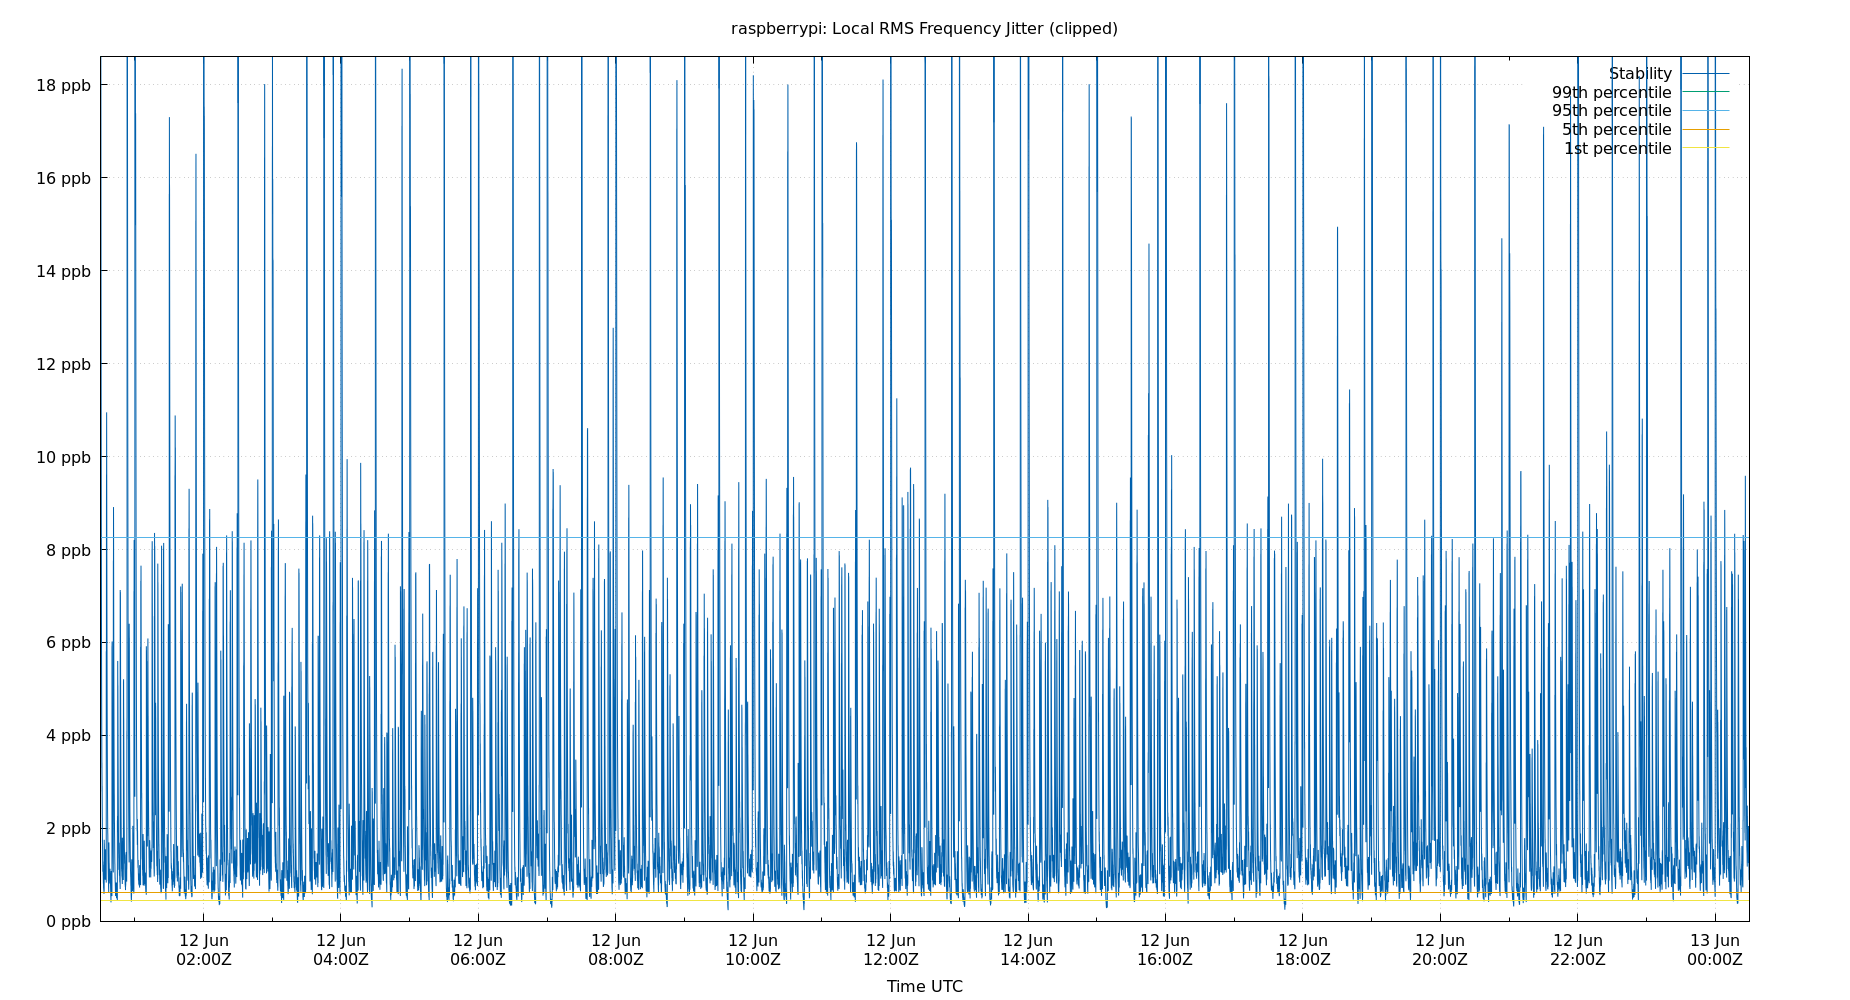 raspberrypi: Local RMS Frequency Jitter (clipped)
Stability
99th percentile
95th percentile
5th percentile
1st percentile
18 ppb
16 ppb
14 ppb
12 ppb
10 ppb
8 ppb
6 ppb
4 ppb
2 ppb
0 ppb
12 Jun 12 Jun 12 Jun 12 Jun 12 Jun 12 Jun 12 Jun 12 Jun 12 Jun 12 Jun 12 Jun 13 Jun
02:00Z 04:00Z 06:00Z 08:00Z 10:00Z 12:00Z 14:00Z 16:00Z 18:00Z 20:00Z 22:00Z 00:00Z
Time UTC